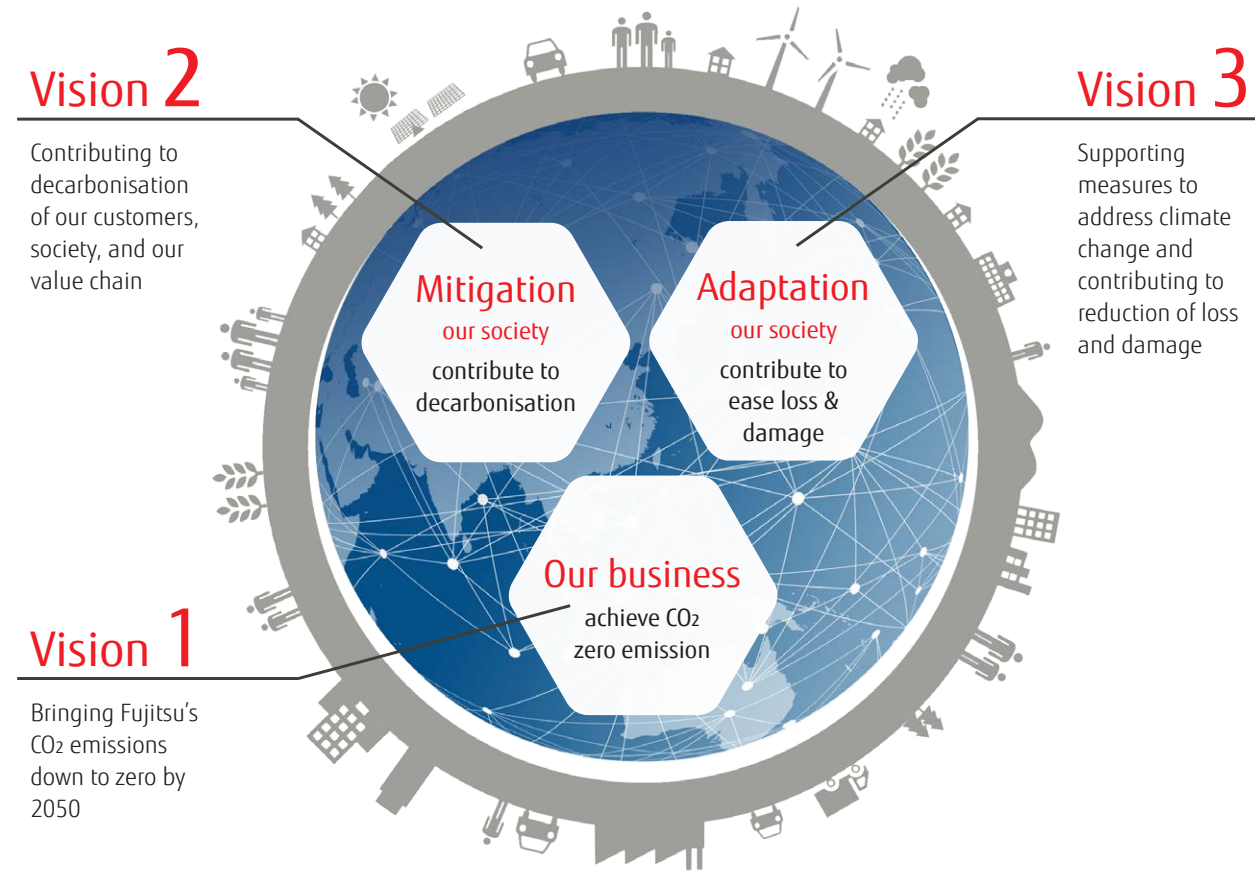 Vision 2
Contributing to
decarbonisation
of our customers,
society, and our
value chain
Vision 3
Supporting
measures to
address climate
change and
contributing to
reduction of loss
and damage
Mitigation
our society
contribute to
decarbonisation
Adaptation
our society
contribute to
ease loss &
damage
Our business
achieve CO₂
zero emission
Vision 1
Bringing Fujitsu’s
CO₂ emissions
down to zero by
2050